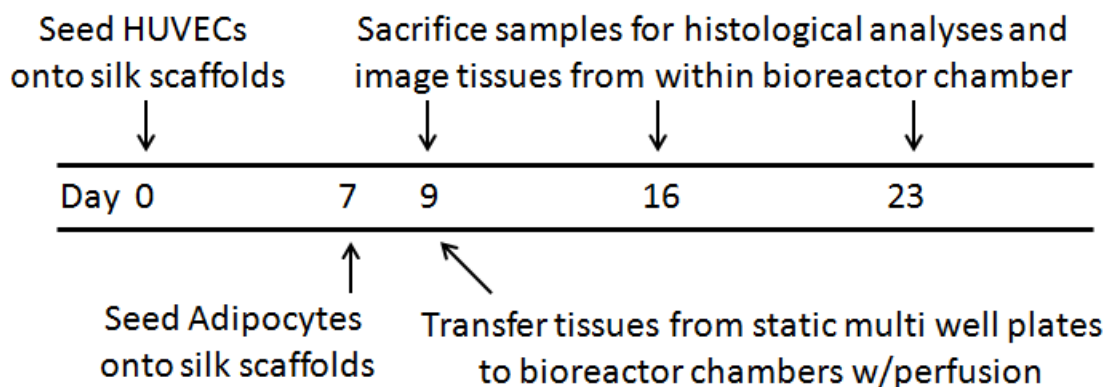 Seed HUVECs
onto silk scaffolds
Sacrifice samples for histological analyses and
image tissues from within bioreactor chamber
Day 0 7 9 16 23
Seed Adipocytes
onto silk scaffolds
Transfer tissues from static multi well plates
to bioreactor chambers w/perfusion